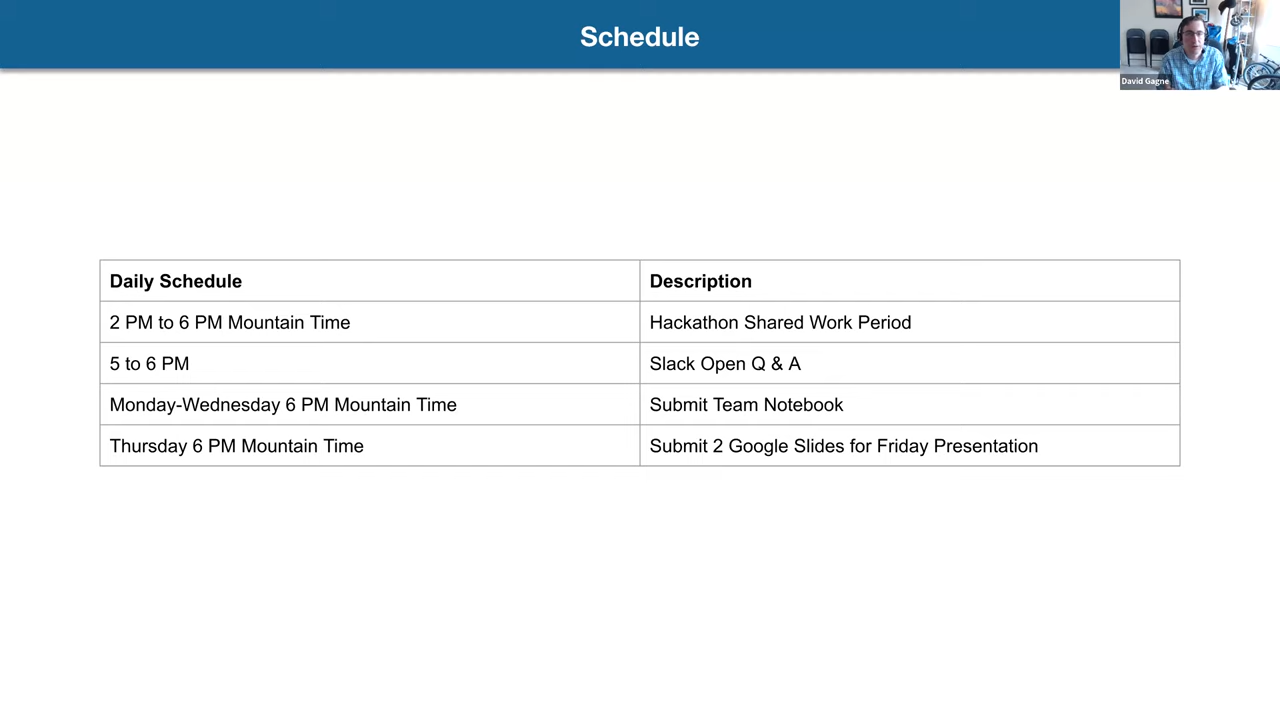 Schedule
David Gagne
Daily Schedule
Description
2 PM to 6 PM Mountain Time
Hackathon Shared Work Period
5 to 6 PM
Slack Open Q & A
Monday-Wednesday 6 PM Mountain Time
Submit Team Notebook
Thursday 6 PM Mountain Time
Submit 2 Google Slides for Friday Presentation